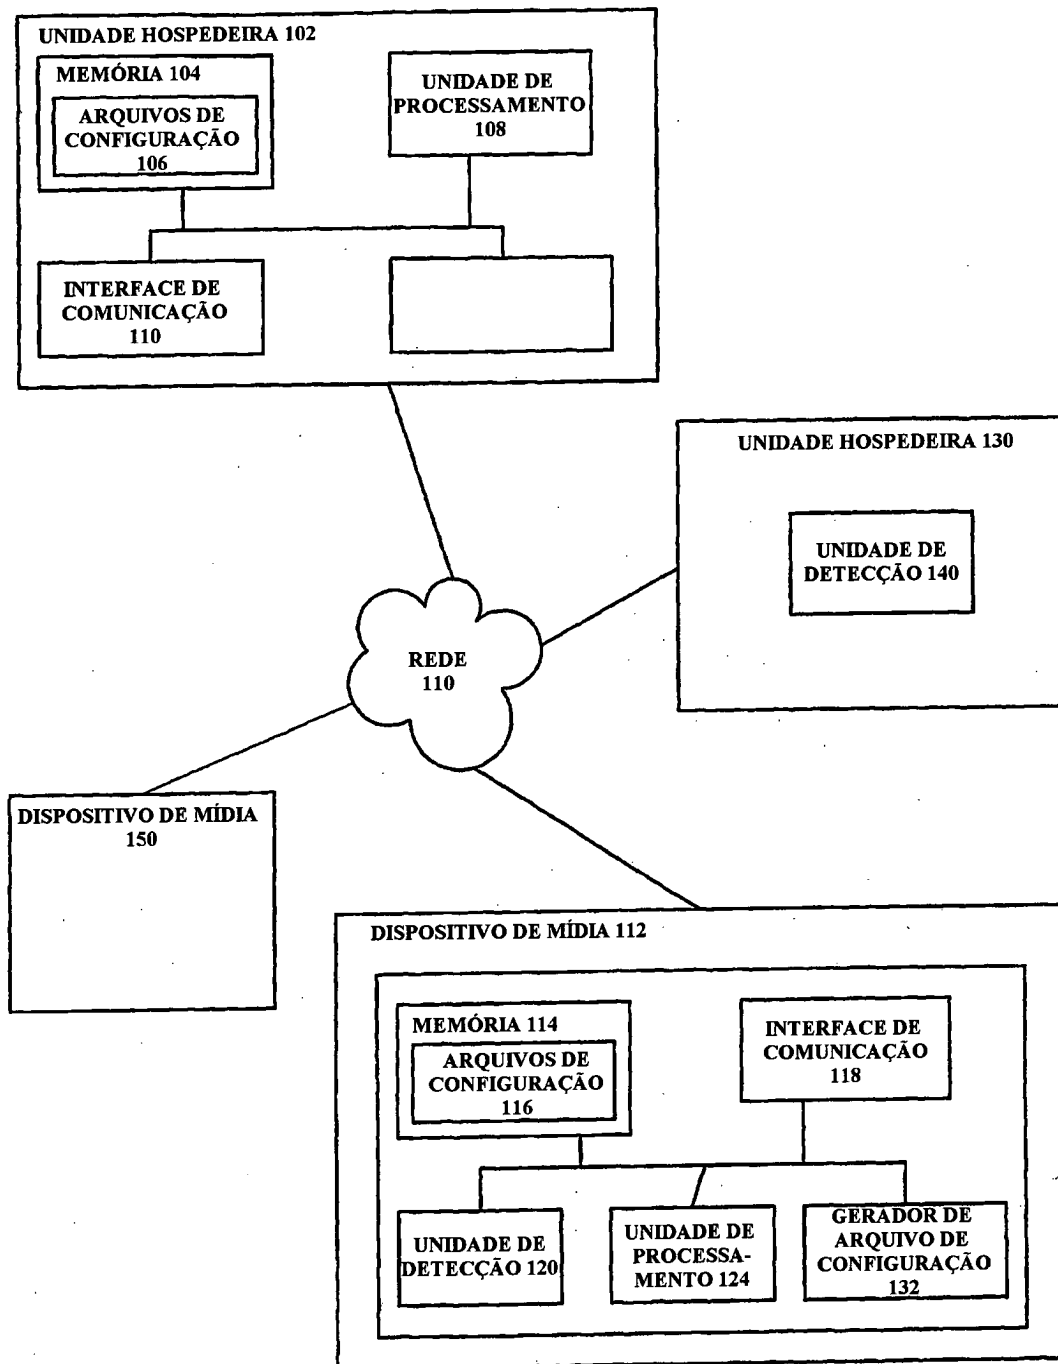 UNIDADE HOSPEDEIRA 102
MEMÓRIA 104
ARQUIVOS DE
CONFIGURAÇÃO
106
UNIDADE DE
PROCESSAMENTO
108
INTERFACE DE
COMUNICAÇÃO
110
UNIDADE HOSPEDEIRA 130
UNIDADE DE
DETECÇÃO 140
REDE
110
DISPOSITIVO DE MÍDIA
150
DISPOSITIVO DE MÍDIA 112
MEMÓRIA 114
ARQUIVOS DE
CONFIGURAÇÃO
116
INTERFACE DE
COMUNICAÇÃO
118
UNIDADE DE
DETECÇÃO 120
UNIDADE DE
PROCESSA-
MENTO 124
GERADOR DE
ARQUIVO DE
CONFIGURAÇÃO
132